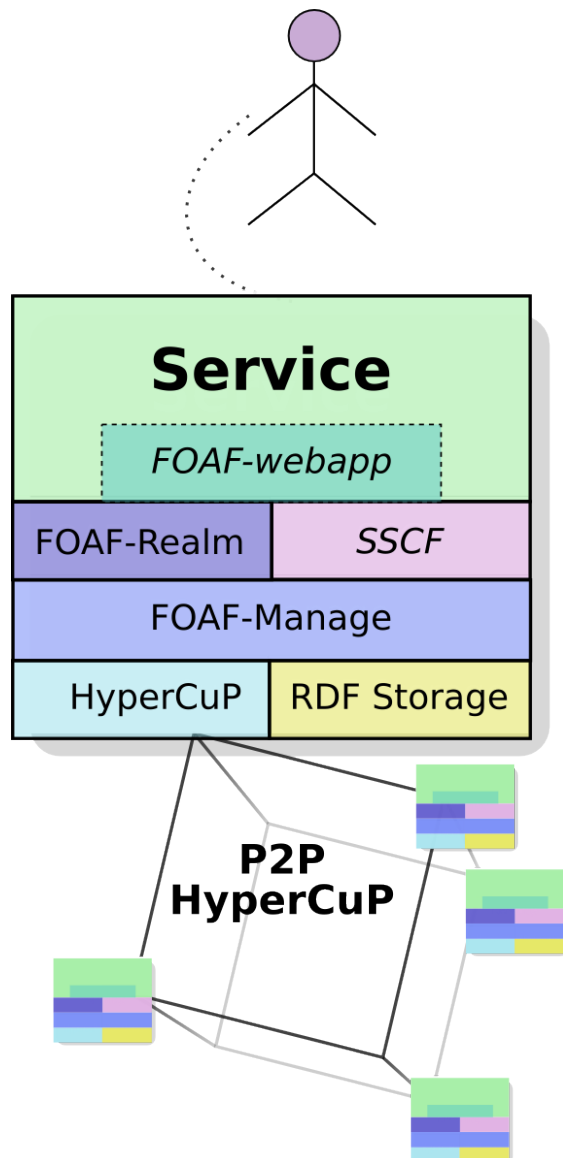 Service
FOAF-webapp
FOAF-Realm
SSCF
FOAF-Manage
HyperCuP
RDF Storage
P2P
HyperCuP